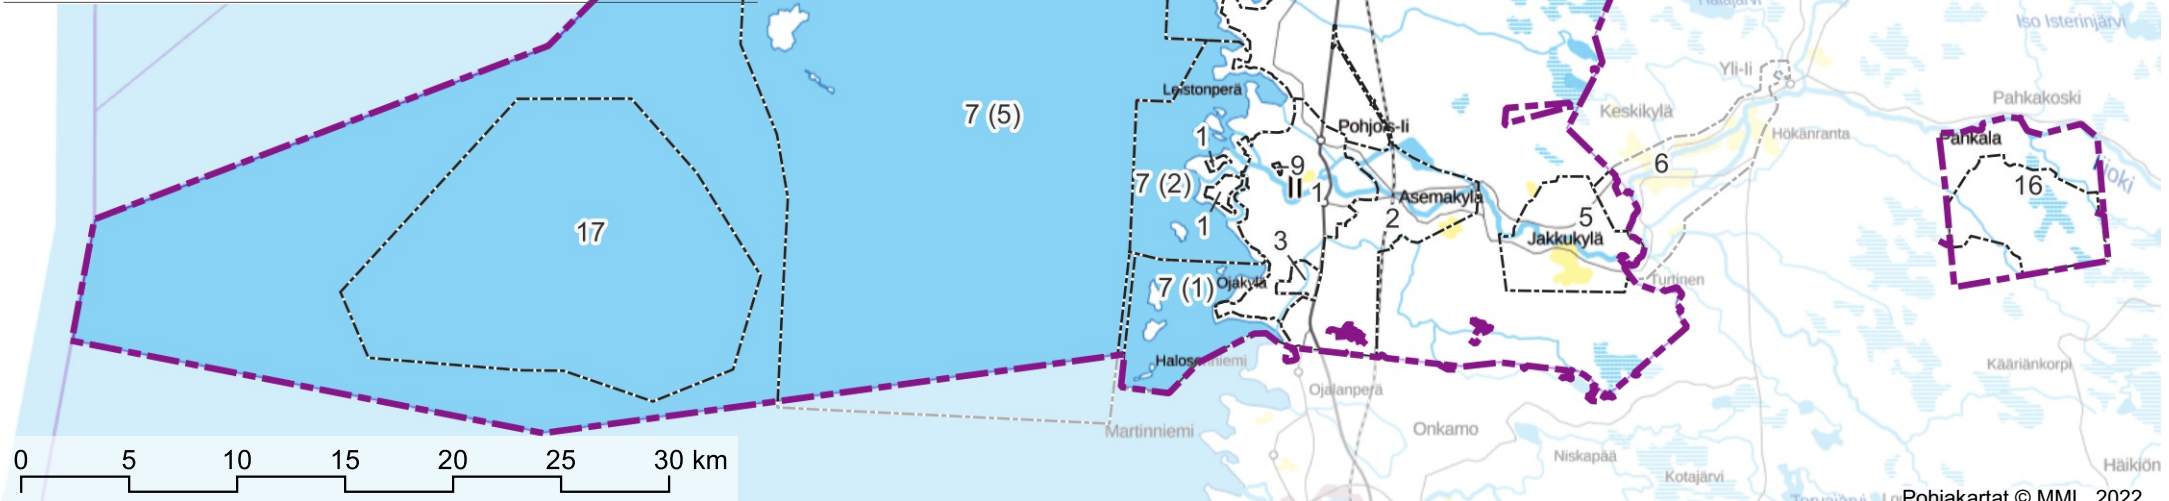 Iso Isterinjärvi
Yli-Ii
Leistonperä
Pahkakoski
Keskikylä
7 (5)
Pohjois-Ii
Hökänranta
1
Pahkala
9
6
7 (2)
Ii
1
16
Asemakylä
2
5
1
17
3
Jakkukylä
Turtinen
7 (1)
Ojakylä
Kääriänkorpi
Ojalanperä
Martinniemi
Onkamo
Niskapää
Häikiön
Kotajärvi
0 5 10 15 20 25 30 km
Pohjakartat © MML, 2022